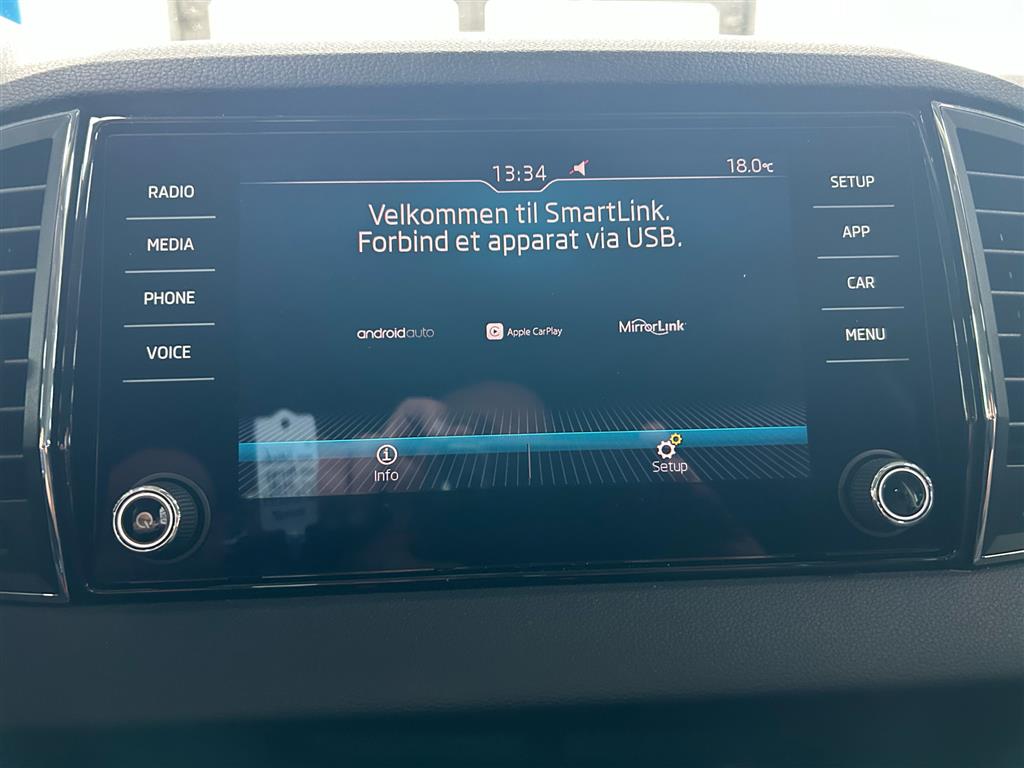 13:34
18.0°C
RADIO
MEDIA
PHONE
VOICE
Velkommen til SmartLink.
Forbind et apparat via USB.
androidauto
Apple CarPlay
MirrorLink
Info
Setup
SETUP
APP
CAR
MENU